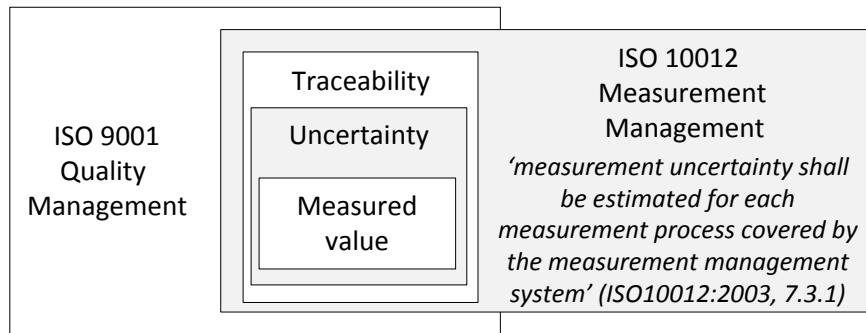 ISO 9001
Quality
Management
Traceability
Uncertainty
Measured
value
ISO 10012
Measurement
Management
‘measurement uncertainty shall
be estimated for each
measurement process covered by
the measurement management
system’ (ISO10012:2003, 7.3.1)